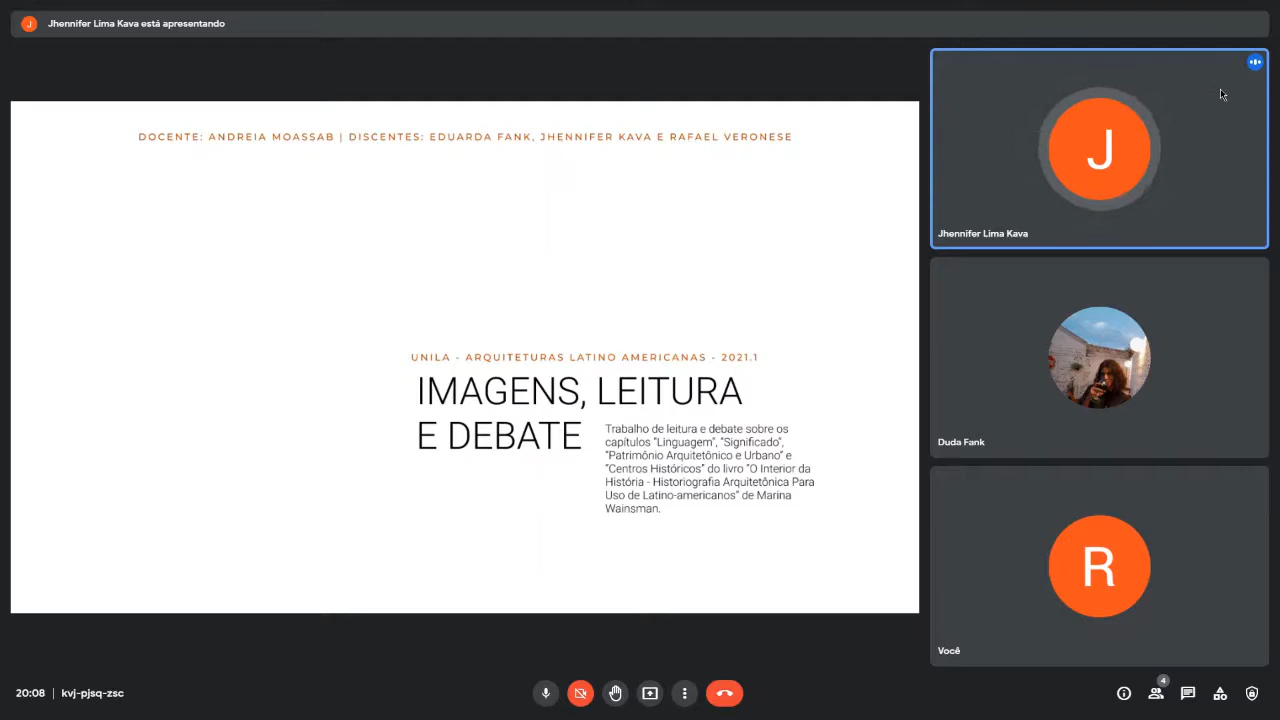 J
Jhennifer Lima Kava está apresentando
DOCENTE: ANDREIA MOASSAB | DISCENTES: EDUARDA FANK, JHENNIFER KAVA E RAFAEL VERONESE
UNILA - ARQUITETURAS LATINO AMERICANAS - 2021.1
IMAGENS, LEITURA
E DEBATE
Trabalho de leitura e debate sobre os
capítulos "Linguagem", "Significado",
"Patrimônio Arquitetônico e Urbano" e
"Centros Históricos" do livro "O Interior da
História - Historiografia Arquitetônica Para
Uso de Latino-americanos" de Marina
Wainsman.
J
Jhennifer Lima Kava
Duda Fank
R
Você
20:08 | kvj-pjsq-zsc
4